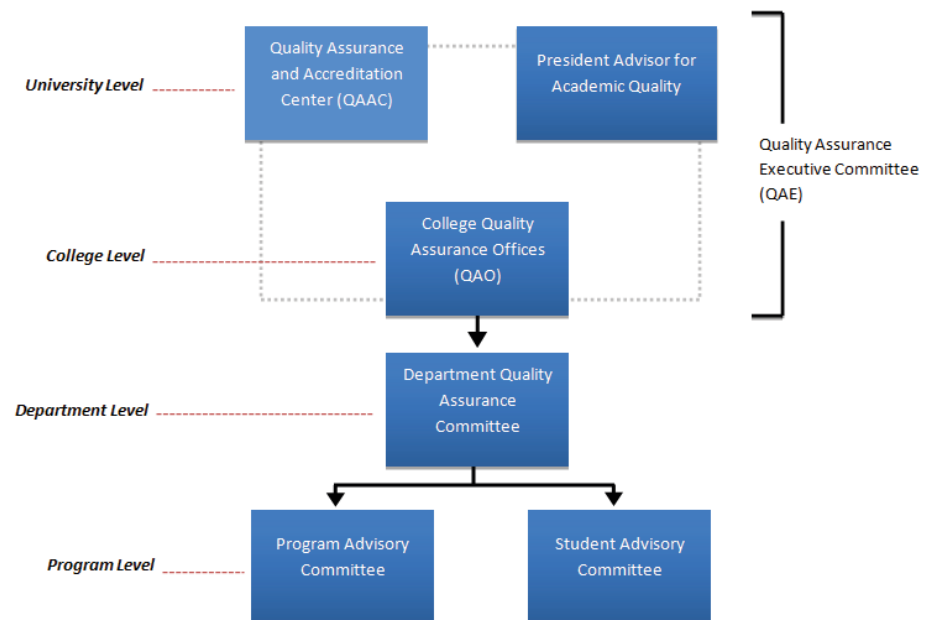 Quality Assurance
and Accreditation
Center (QAAC)
President Advisor for
Academic Quality
University Level
Quality Assurance
Executive Committee
(QAE)
College Quality
Assurance Offices
(QAO)
College Level
Department Quality
Assurance
Committee
Department Level
Program Advisory
Committee
Student Advisory
Committee
Program Level